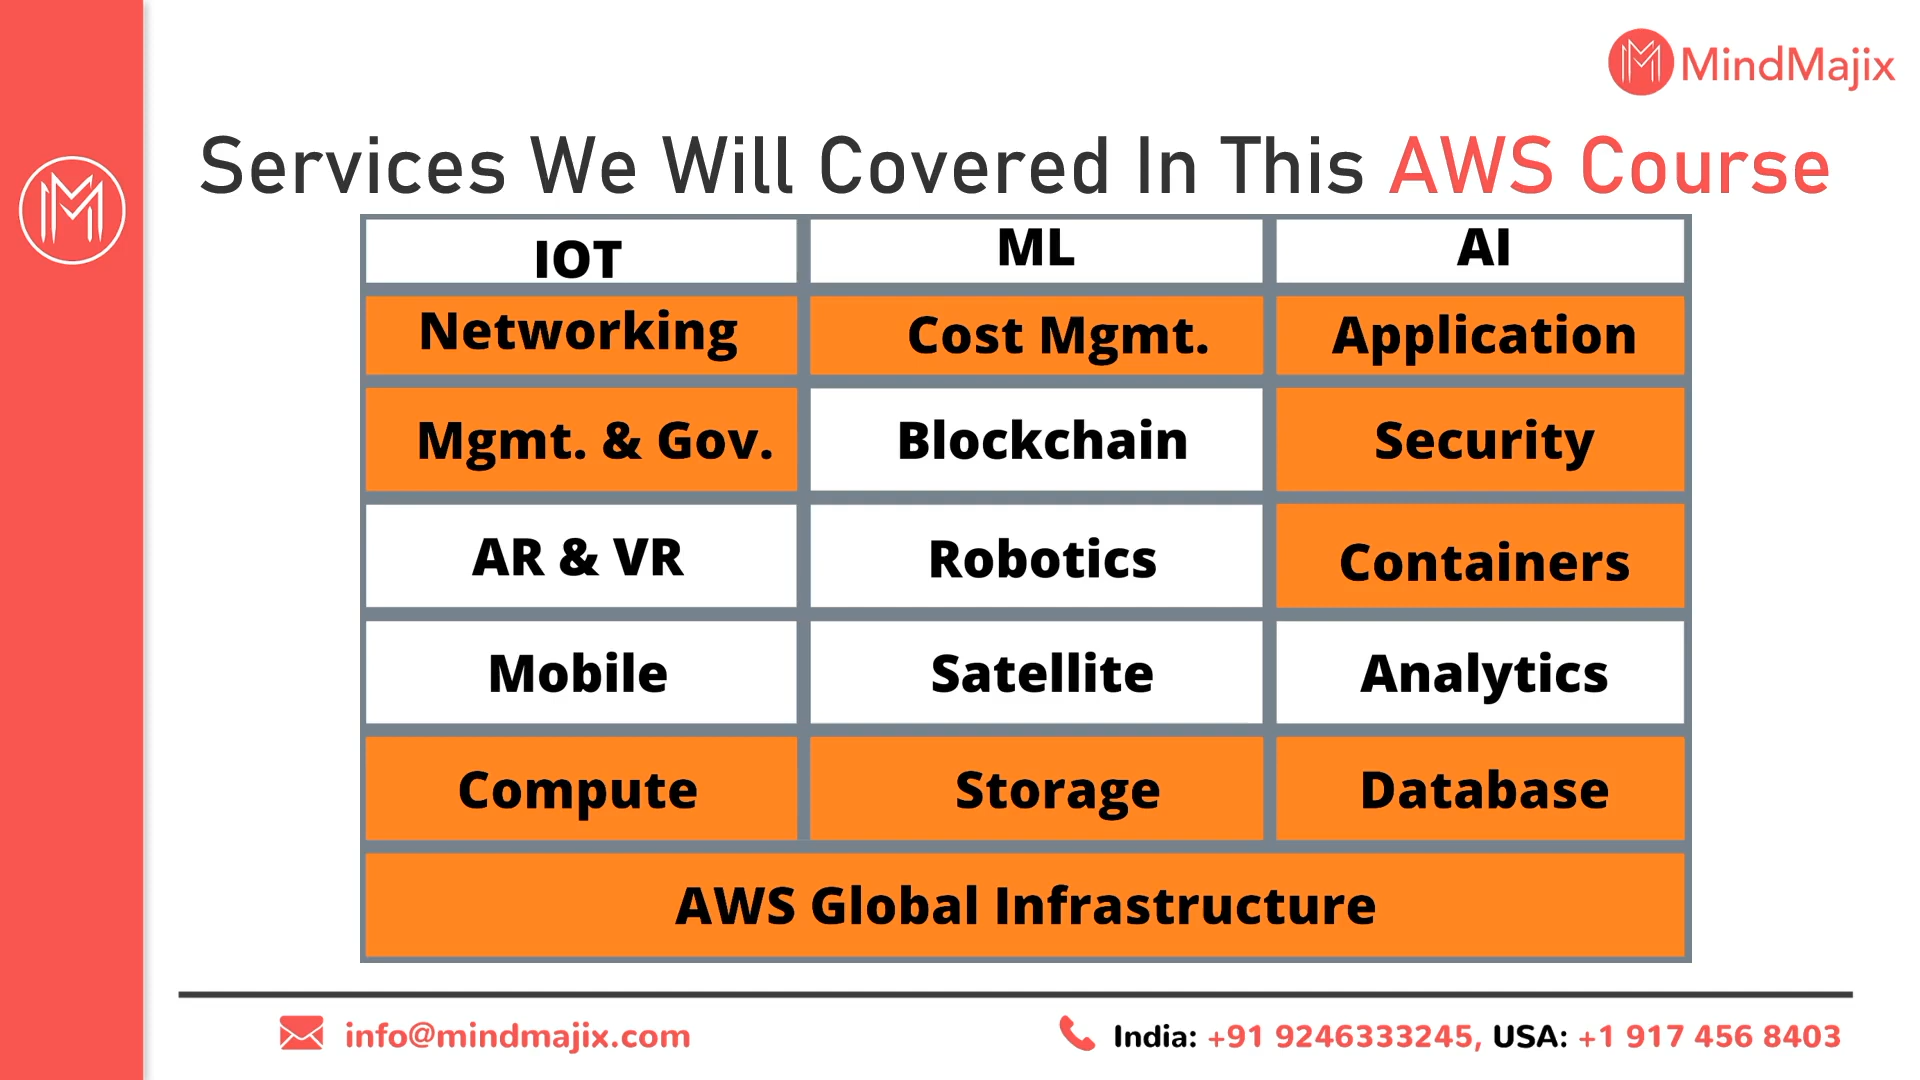 MindMajix
Services We Will Covered In This AWS Course
IOT
ML
AI
Networking
Cost Mgmt.
Application
Mgmt. & Gov.
Blockchain
Security
AR & VR
Robotics
Containers
Mobile
Satellite
Analytics
Compute
Storage
Database
AWS Global Infrastructure
info@mindmajix.com
India: +91 9246333245, USA: +1 917 456 8403